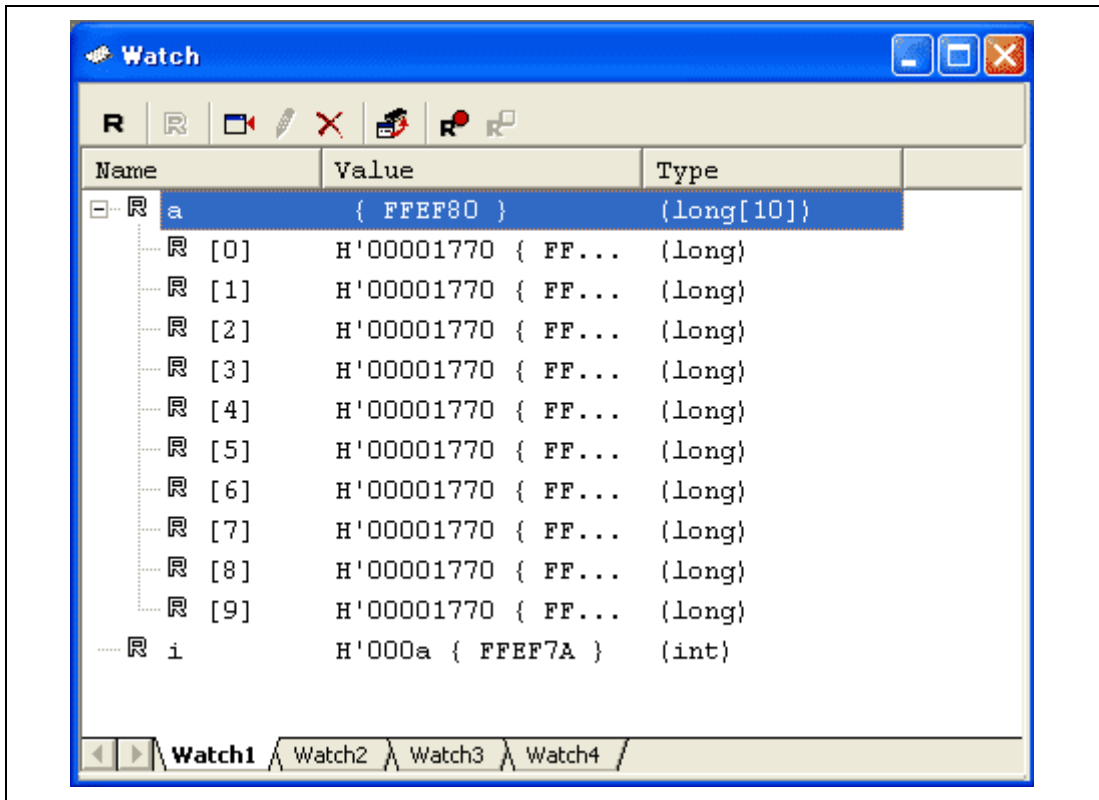 Watch
R R R R
Name Value Type
R a { FFEF80 } (long[10])
R [0] H'00001770 { FF... (long)
R [1] H'00001770 { FF... (long)
R [2] H'00001770 { FF... (long)
R [3] H'00001770 { FF... (long)
R [4] H'00001770 { FF... (long)
R [5] H'00001770 { FF... (long)
R [6] H'00001770 { FF... (long)
R [7] H'00001770 { FF... (long)
R [8] H'00001770 { FF... (long)
R [9] H'00001770 { FF... (long)
R i H'000a { FFEF7A } (int)
Watch1 Watch2 Watch3 Watch4